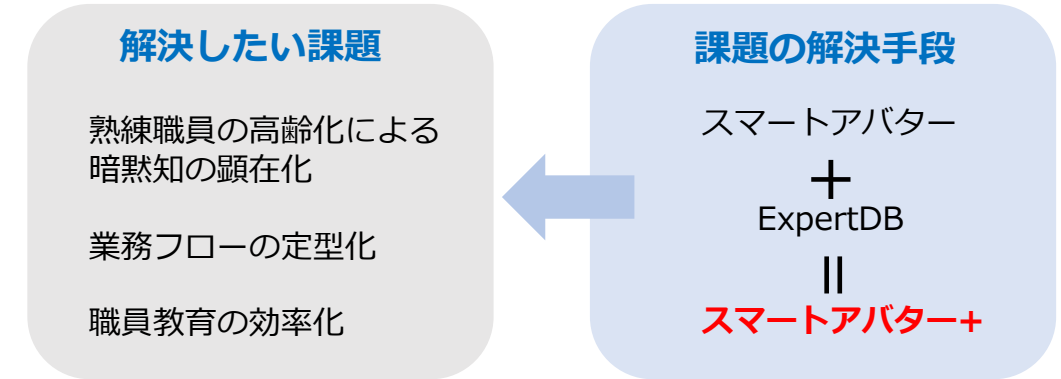 解決したい課題
熟練職員の高齢化による
暗黙知の顕在化
業務フローの定型化
職員教育の効率化
課題の解決手段
スマートアバター
＋
ExpertDB
＝
スマートアバター+